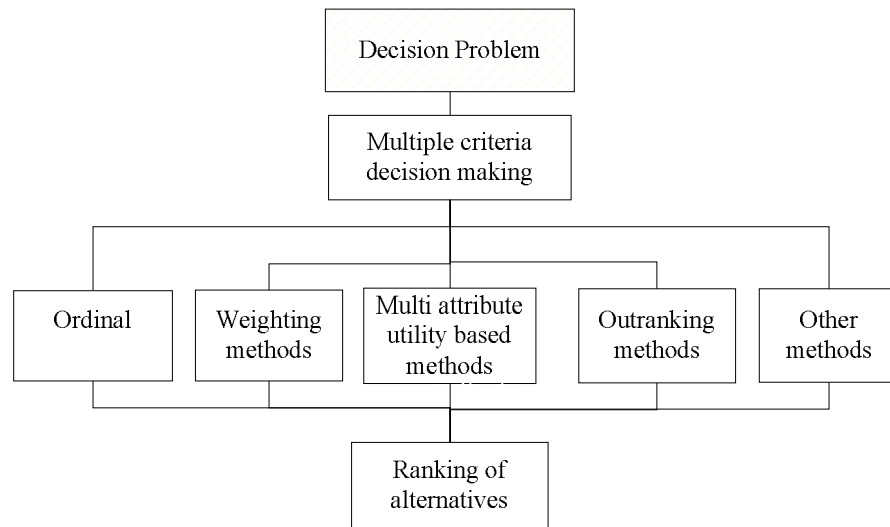 Decision Problem
Multiple criteria
decision making
Ordinal
Weighting
methods
Multi attribute
utility based
methods
Outranking
methods
Other
methods
Ranking of
alternatives